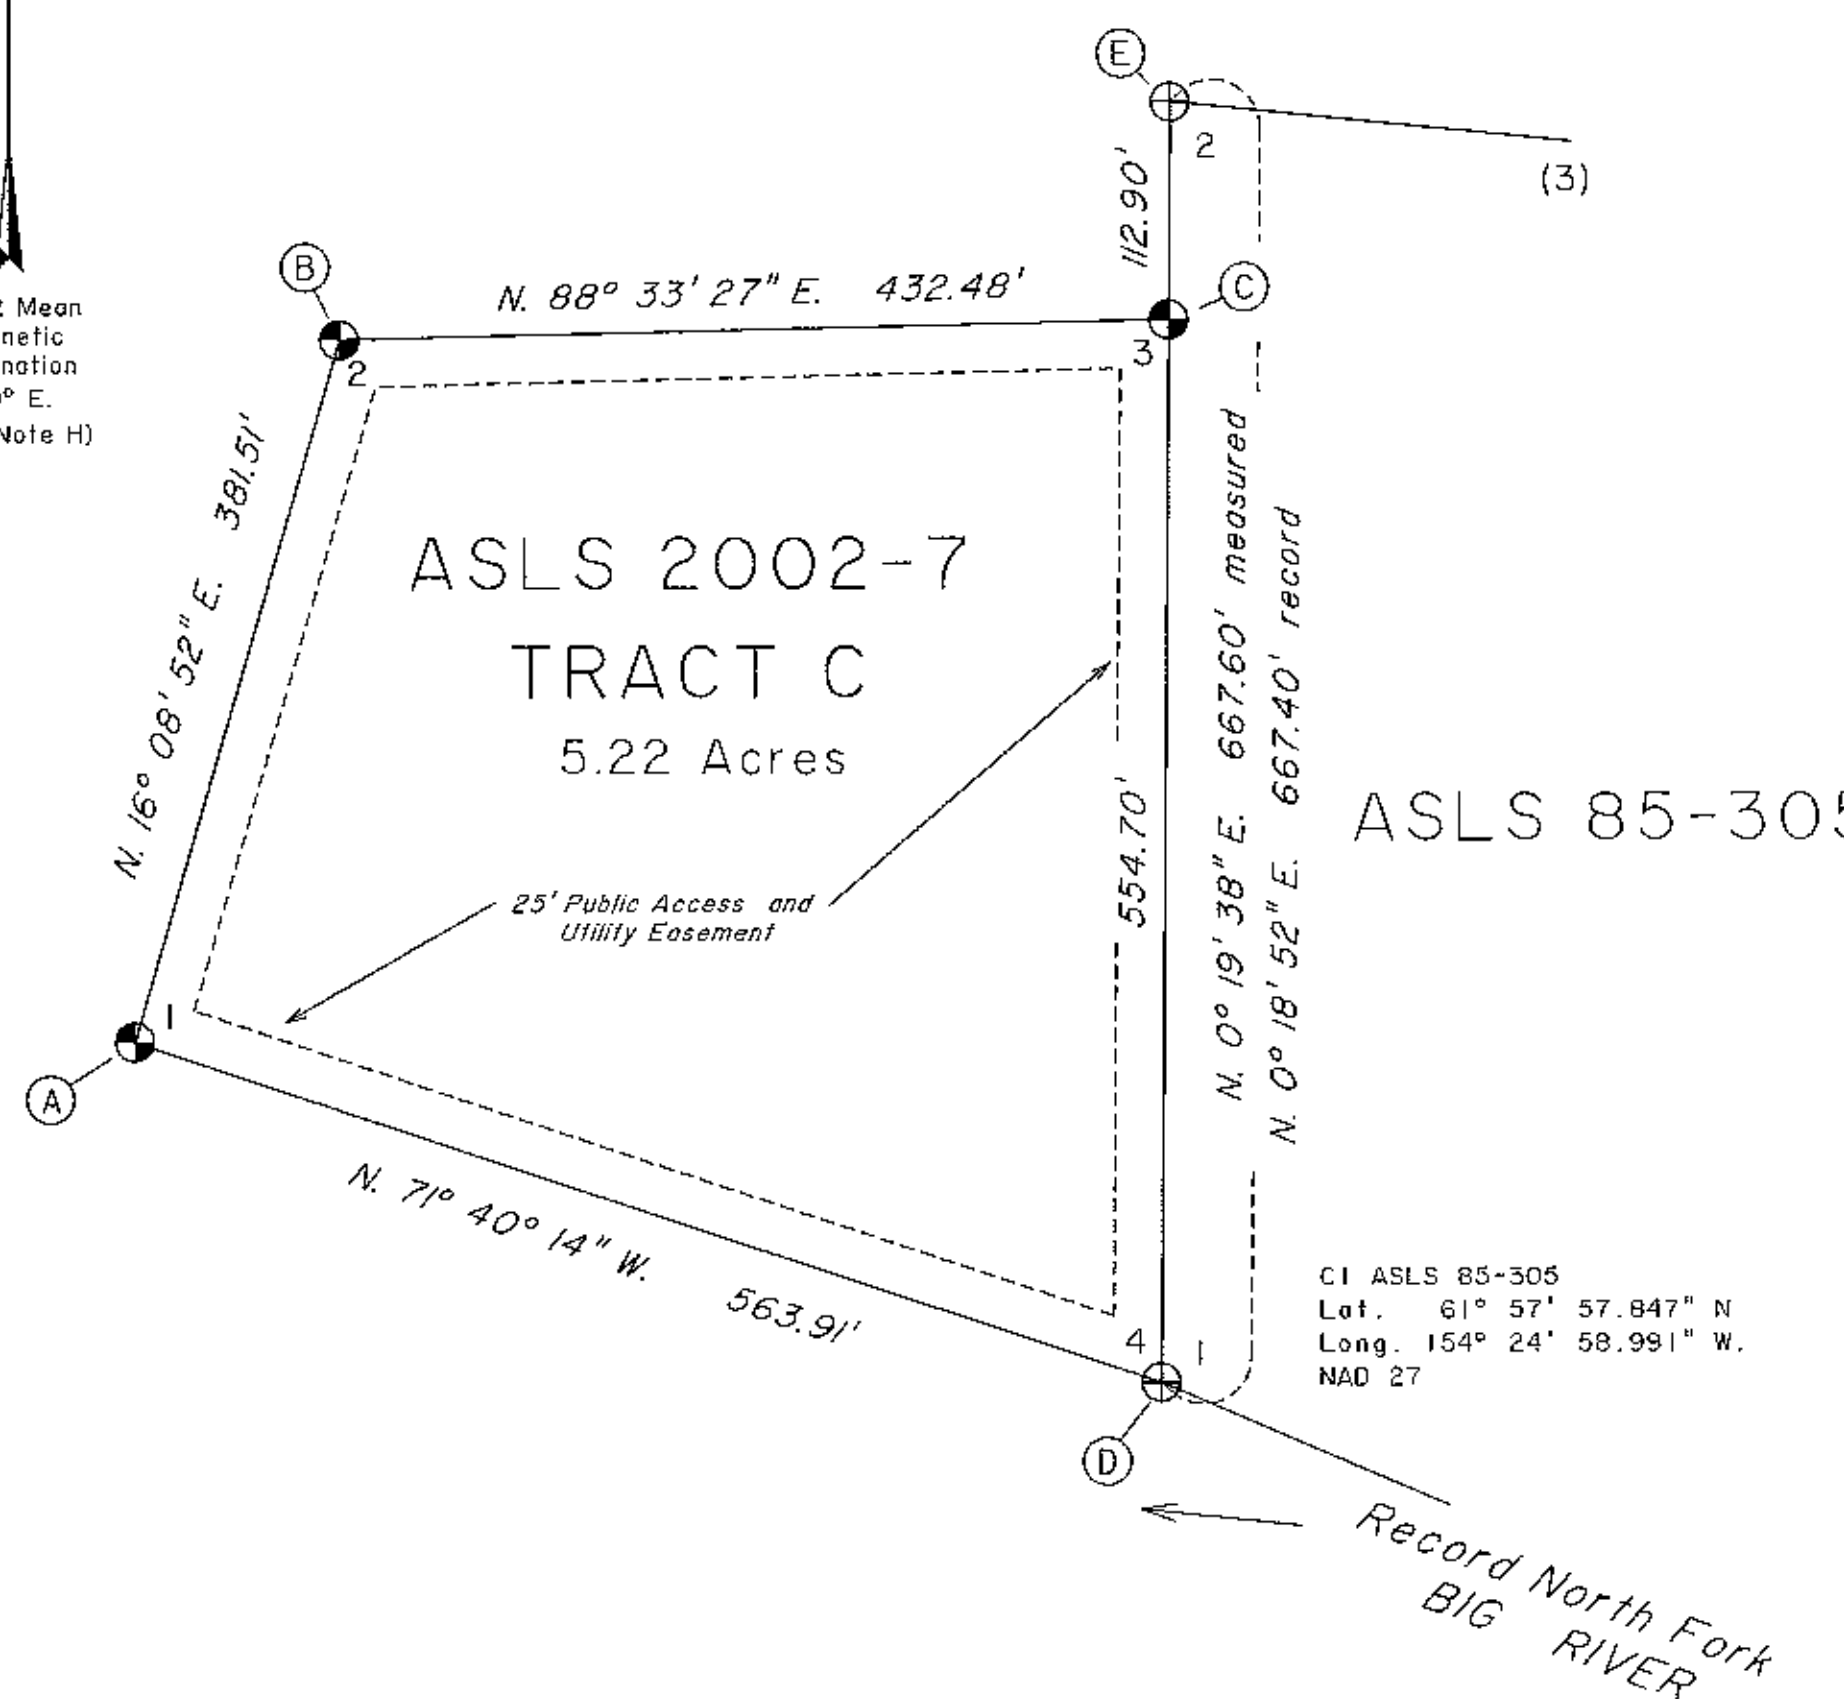 E
2
(3)
112.90'
B
C
N. 88° 33' 27" E. 432.48'
Mean
netic
nation
° E.
Note H)
2
3
N. 16° 08' 52" E. 381.51'
ASLS 2002-7
TRACT C
5.22 Acres
N. 0° 19' 38" E. 667.60' measured
N. 0° 18' 52" E. 667.40' record
554.70'
ASLS 85-305
25' Public Access and
Utility Easement
1
A
N. 71° 40° 14" W. 563.91'
4
1
D
C1 ASLS 85-305
Lat. 61° 57' 57.847" N
Long. 154° 24' 58.991" W.
NAD 27
Record North Fork
BIG RIVER